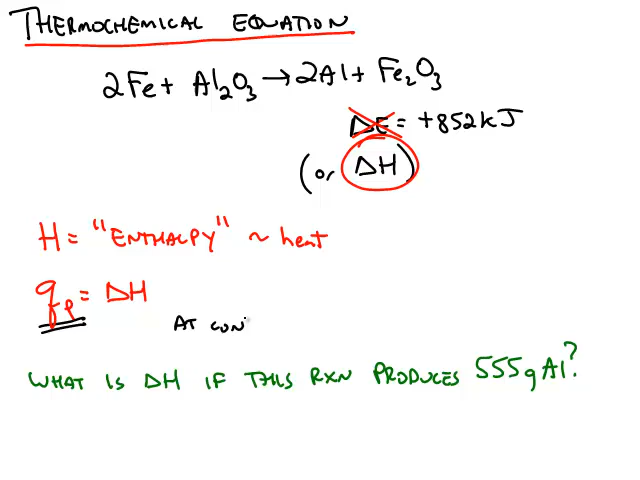 THERMOCHEMICAL EQUATION
2Fe + Al₂O₃ → 2Al + Fe₂O₃
ΔE = +852kJ
(or ΔH)
H = "ENTHALPY" ~ heat
qₚ = ΔH
AT CON
WHAT IS ΔH IF THIS RXN PRODUCES 555g Al?